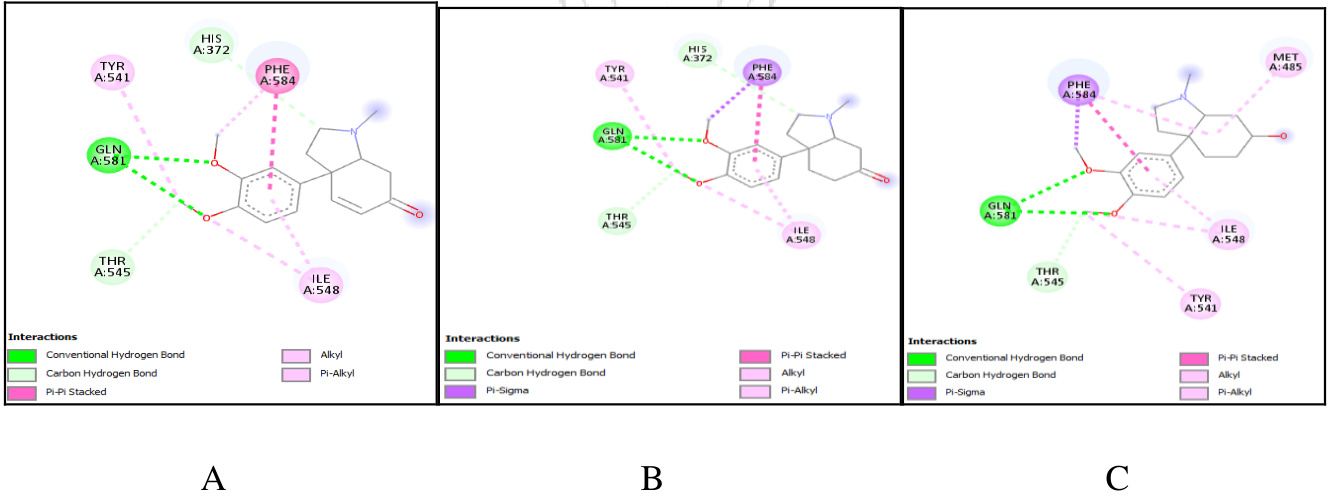 HIS
A:372
TYR
A:541
PHE
A:584
GLN
A:581
N
O
O
O
THR
A:545
ILE
A:548
Interactions
Conventional Hydrogen Bond
Carbon Hydrogen Bond
Pi-Pi Stacked
Alkyl
Pi-Alkyl
HIS
A:372
TYR
A:541
PHE
A:584
GLN
A:581
N
O
O
O
THR
A:545
ILE
A:548
Interactions
Conventional Hydrogen Bond
Carbon Hydrogen Bond
Pi-Sigma
Pi-Pi Stacked
Alkyl
Pi-Alkyl
MET
A:485
PHE
A:584
N
O
O
O
GLN
A:581
ILE
A:548
THR
A:545
TYR
A:541
Interactions
Conventional Hydrogen Bond
Carbon Hydrogen Bond
Pi-Sigma
Pi-Pi Stacked
Alkyl
Pi-Alkyl
A
B
C